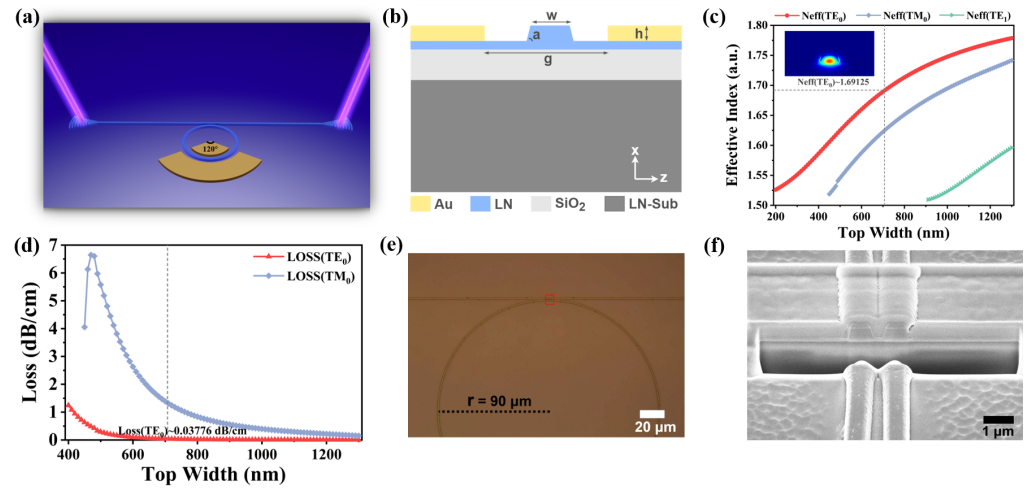 (a)
120°
(b)
w
a
h
g
x
z
Au
LN
SiO₂
LN-Sub
(c)
Neff(TE₀)
Neff(TM₀)
Neff(TE₁)
1.80
1.75
1.70
1.65
1.60
1.55
1.50
Effective Index (a.u.)
Neff(TE₀)~1.69125
200
400
600
800
1000
1200
Top Width (nm)
(d)
LOSS(TE₀)
LOSS(TM₀)
7
6
5
4
3
2
1
0
Loss (dB/cm)
Loss(TE₀)~0.03776 dB/cm
400
600
800
1000
1200
Top Width (nm)
(e)
r = 90 μm
20 μm
(f)
1 μm